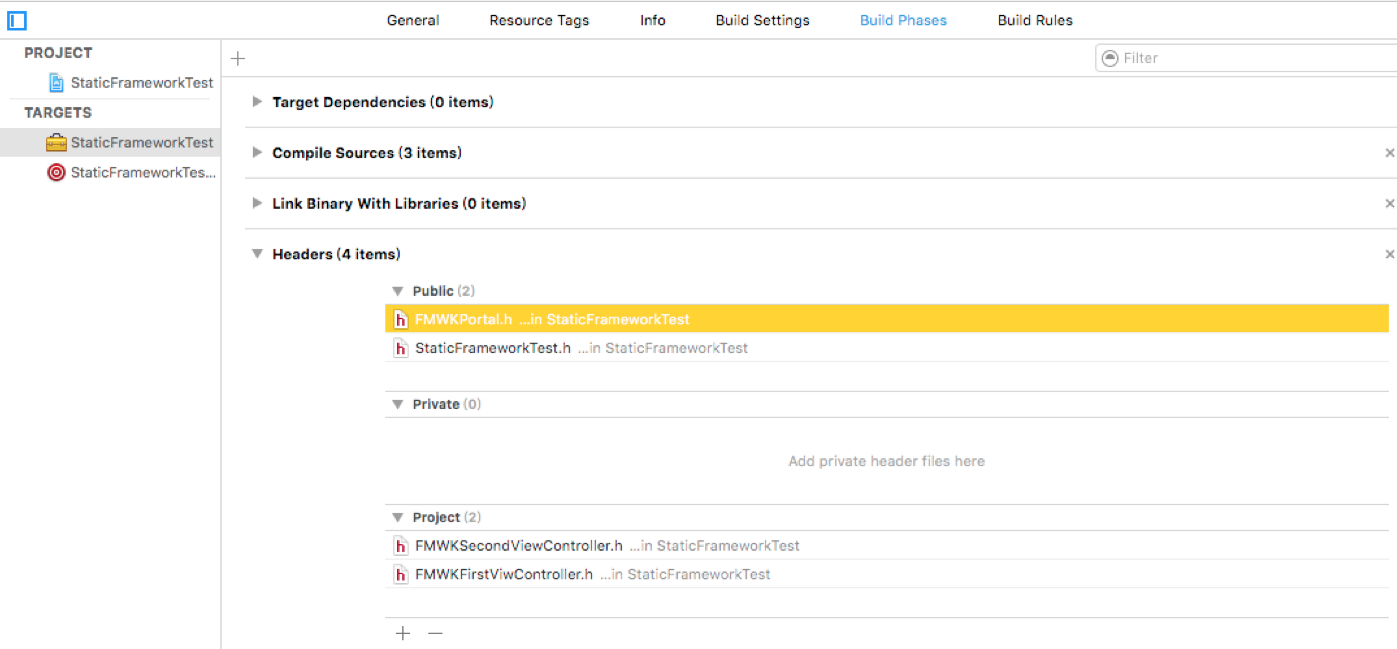 General Resource Tags Info Build Settings Build Phases Build Rules
PROJECT
StaticFrameworkTest
TARGETS
StaticFrameworkTest
StaticFrameworkTes...
Filter
Target Dependencies (0 items)
Compile Sources (3 items)
Link Binary With Libraries (0 items)
Headers (4 items)
Public (2)
h FMWKPortal.h ...in StaticFrameworkTest
h StaticFrameworkTest.h ...in StaticFrameworkTest
Private (0)
Add private header files here
Project (2)
h FMWKSecondViewController.h ...in StaticFrameworkTest
h FMWKFirstViwController.h ...in StaticFrameworkTest